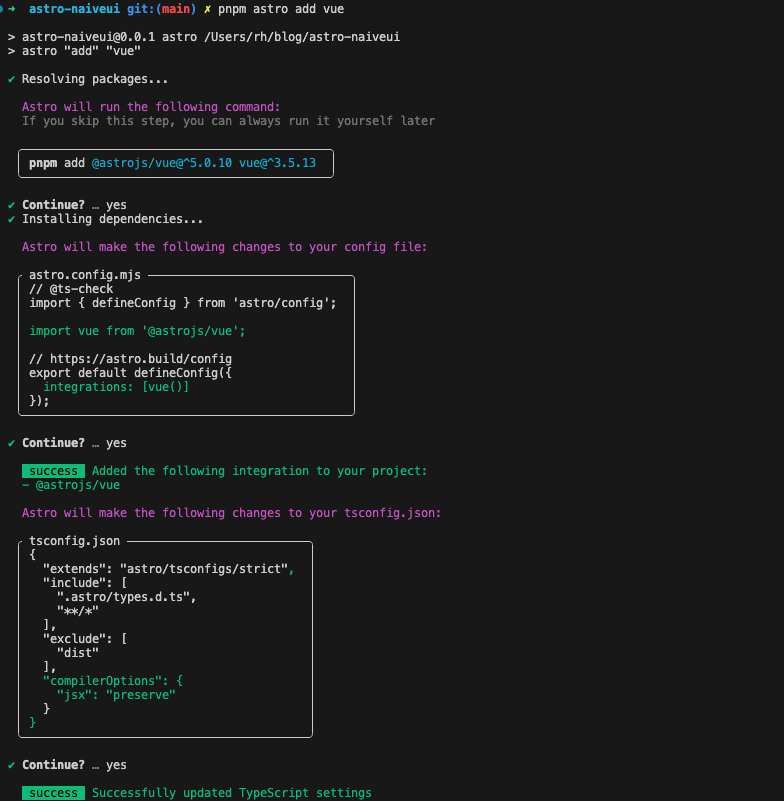 ➜ astro-naiveui git:(main) ✗ pnpm astro add vue
> astro-naiveui@0.0.1 astro /Users/rh/blog/astro-naiveui
> astro "add" "vue"
✔ Resolving packages...
Astro will run the following command:
If you skip this step, you can always run it yourself later
pnpm add @astrojs/vue@^5.0.10 vue@^3.5.13
✔ Continue? … yes
✔ Installing dependencies...
Astro will make the following changes to your config file:
astro.config.mjs
// @ts-check
import { defineConfig } from 'astro/config';
import vue from '@astrojs/vue';
// https://astro.build/config
export default defineConfig({
integrations: [vue()]
});
✔ Continue? … yes
success Added the following integration to your project:
- @astrojs/vue
Astro will make the following changes to your tsconfig.json:
tsconfig.json
{
"extends": "astro/tsconfigs/strict",
"include": [
".astro/types.d.ts",
"**/*"
],
"exclude": [
"dist"
],
"compilerOptions": {
"jsx": "preserve"
}
}
✔ Continue? … yes
success Successfully updated TypeScript settings